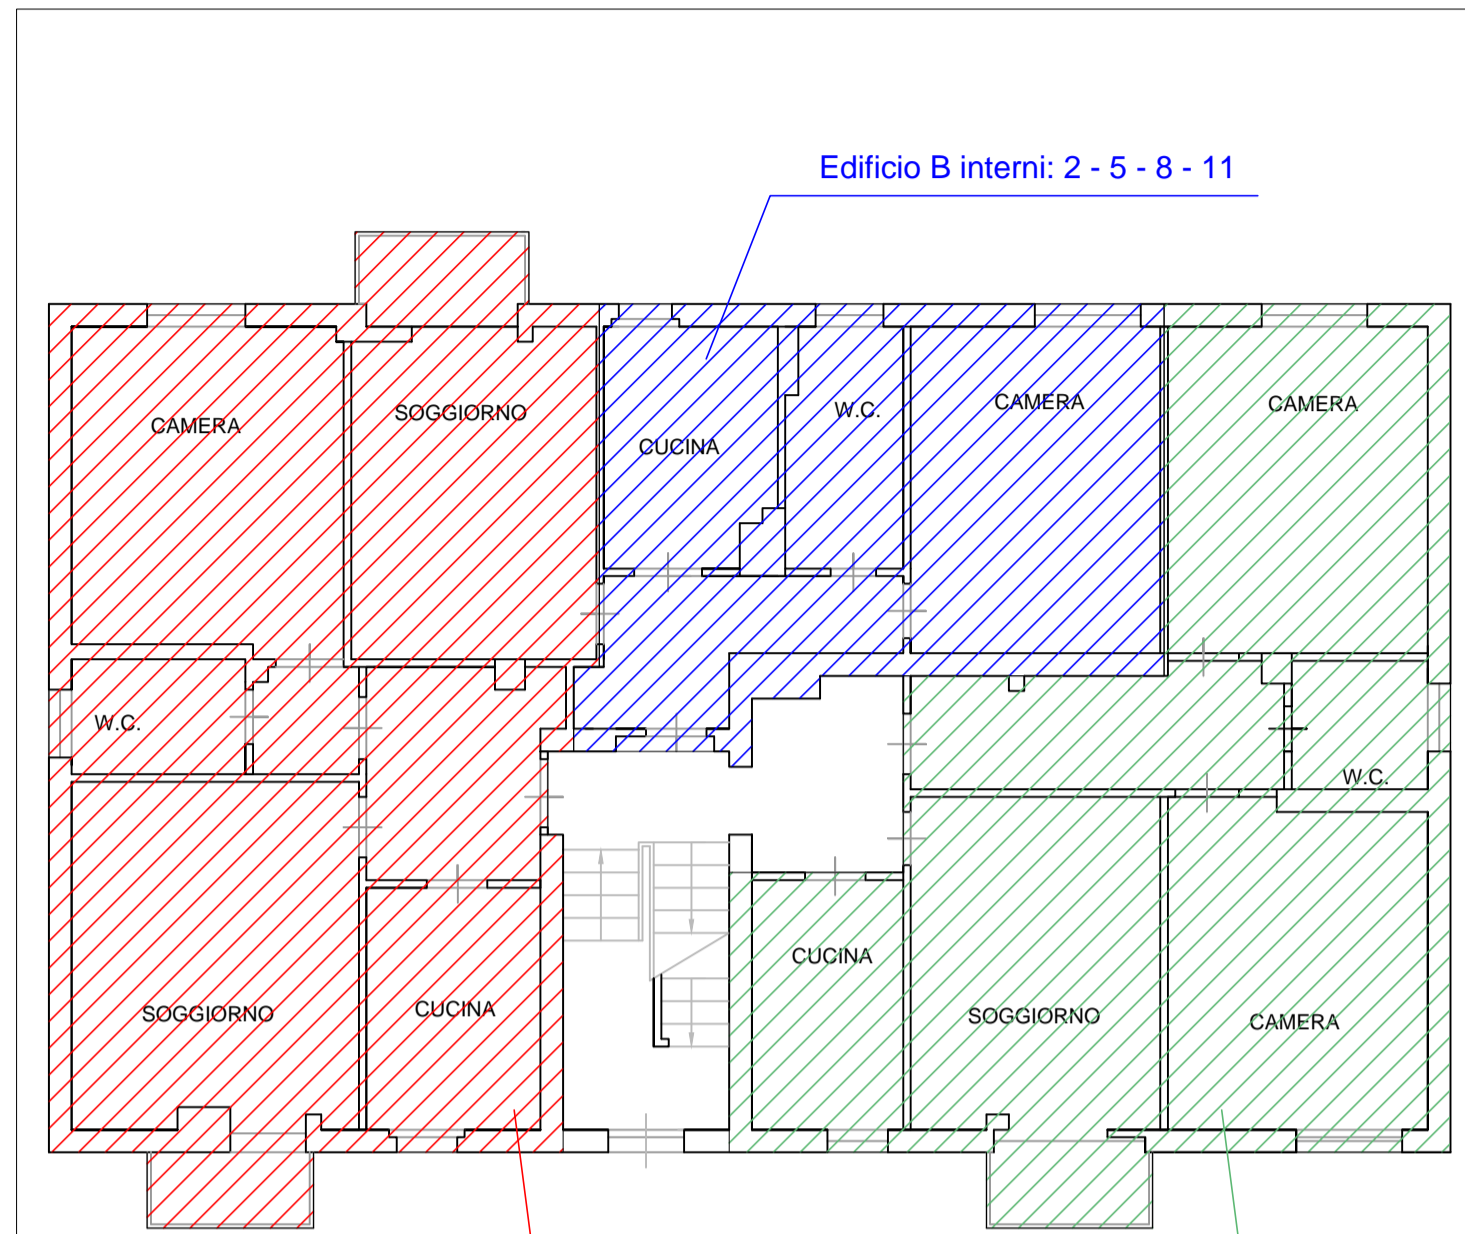 Edificio B interni: 2 - 5 - 8 - 11
CAMERA
SOGGIORNO
CUCINA
W.C.
CAMERA
CAMERA
W.C.
W.C.
SOGGIORNO
CUCINA
CUCINA
SOGGIORNO
CAMERA